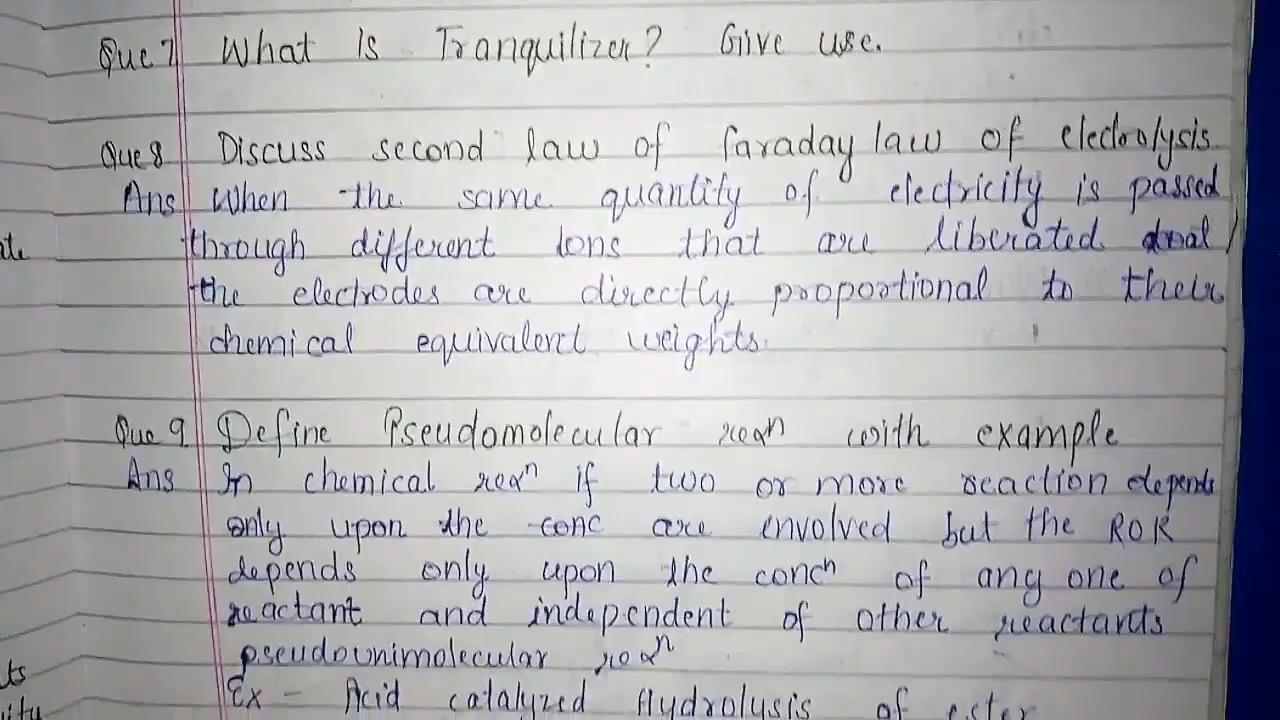 Que 7 What Is Tranquilizer? Give use.
Que 8 Discuss second law of faraday law of electrolysis
Ans When the same quantity of electricity is passed
through different Ions that are liberated
the electrodes are directly proportional to their
chemical equivalent weights.
Que 9 Define Pseudomolecular reaⁿ with example
Ans In chemical reaⁿ if two or more reaction depends
only upon the conc are involved but the ROR
depends only upon the concⁿ of any one of
reactant and independent of other reactants
pseudounimolecular reaⁿ
Ex - Acid catalyzed Hydrolysis of ester